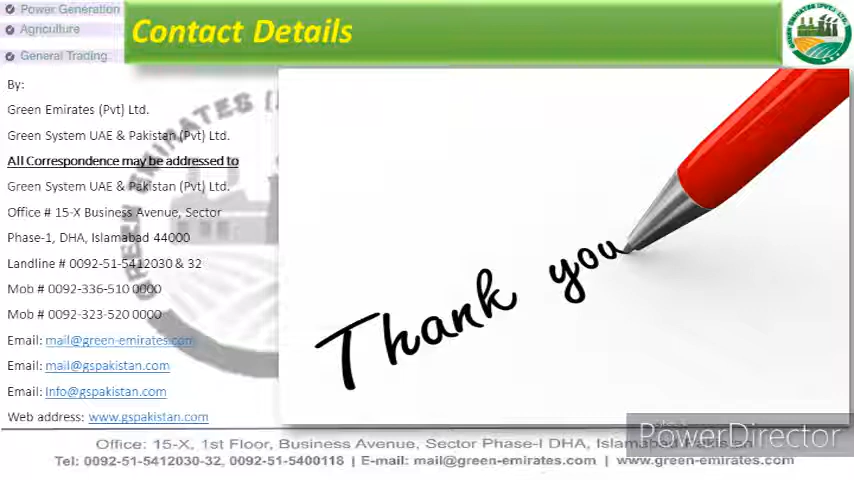 Power Generation
Agriculture
General Trading
Contact Details
By:
Green Emirates (Pvt) Ltd.
Green System UAE & Pakistan (Pvt) Ltd.
All Correspondence may be addressed to
Green System UAE & Pakistan (Pvt) Ltd.
Office # 15-X Business Avenue, Sector
Phase-1, DHA, Islamabad 44000
Landline # 0092-51-5412030 & 32
Mob # 0092-336-510 0000
Mob # 0092-323-520 0000
Email: mail@green-emirates.com
Email: mail@gspakistan.com
Email: Info@gspakistan.com
Web address: www.gspakistan.com
Thank you
PowerDirector
Office: 15-X, 1st Floor, Business Avenue, Sector Phase-I DHA, Islamabad Pakistan
Tel: 0092-51-5412030-32, 0092-51-5400118 | E-mail: mail@green-emirates.com | www.green-emirates.com